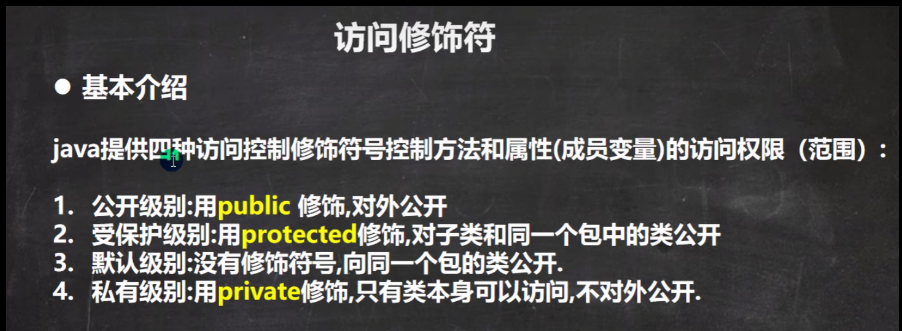 访问修饰符
● 基本介绍
java提供四种访问控制修饰符号控制方法和属性(成员变量)的访问权限（范围）:
1. 公开级别:用public 修饰,对外公开
2. 受保护级别:用protected修饰,对子类和同一个包中的类公开
3. 默认级别:没有修饰符号,向同一个包的类公开.
4. 私有级别:用private修饰,只有类本身可以访问,不对外公开.